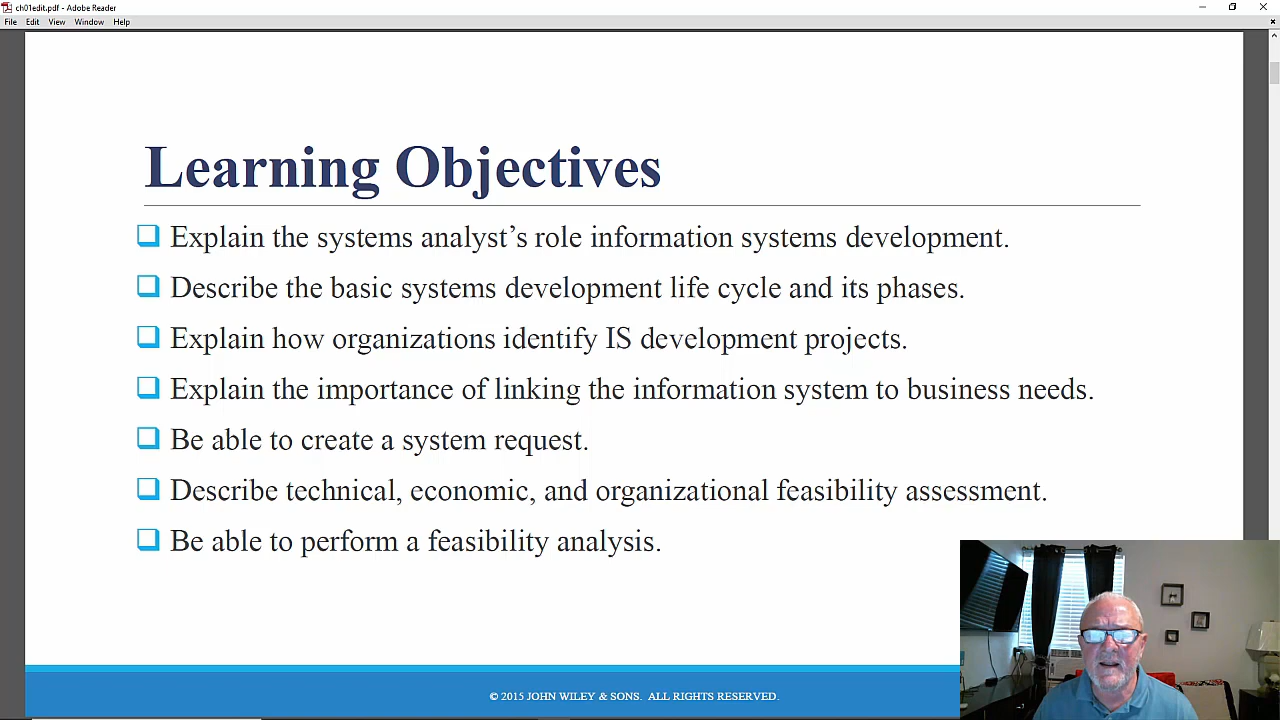 ch01edit.pdf - Adobe Reader
File Edit View Window Help
Learning Objectives
Explain the systems analyst’s role information systems development.
Describe the basic systems development life cycle and its phases.
Explain how organizations identify IS development projects.
Explain the importance of linking the information system to business needs.
Be able to create a system request.
Describe technical, economic, and organizational feasibility assessment.
Be able to perform a feasibility analysis.
© 2015 JOHN WILEY & SONS. ALL RIGHTS RESERVED.